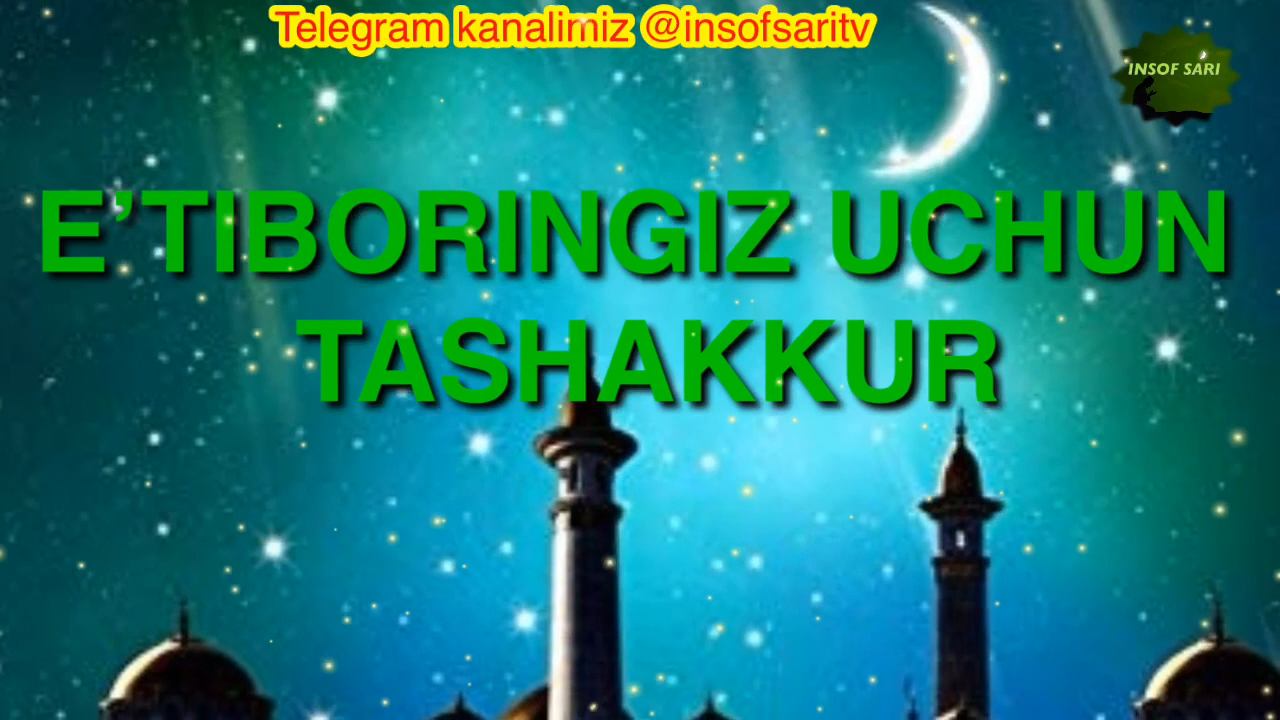 Telegram kanalimiz @insofsaritv
INSOF SARI
E’TIBORINGIZ UCHUN
TASHAKKUR